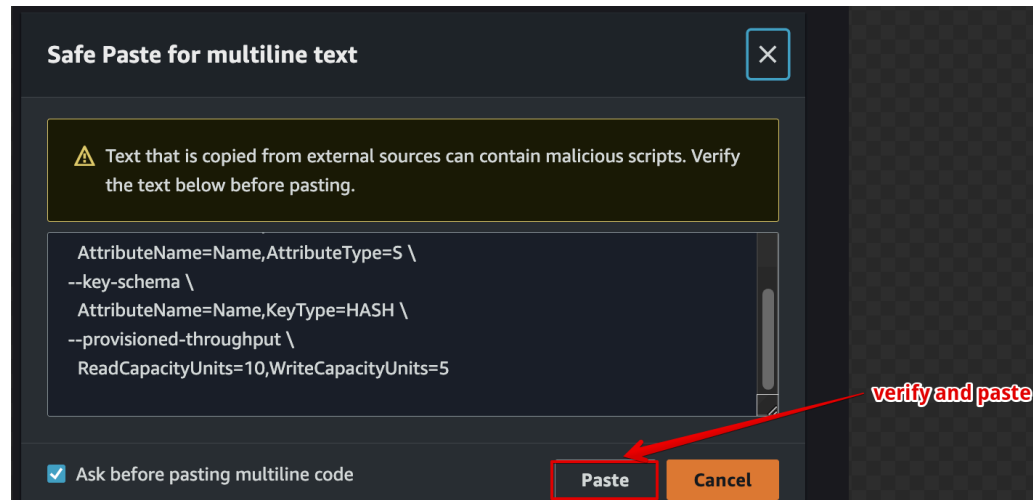 Safe Paste for multiline text
Text that is copied from external sources can contain malicious scripts. Verify
the text below before pasting.
AttributeName=Name,AttributeType=S \
--key-schema \
AttributeName=Name,KeyType=HASH \
--provisioned-throughput \
ReadCapacityUnits=10,WriteCapacityUnits=5
verify and paste
Ask before pasting multiline code
Paste
Cancel